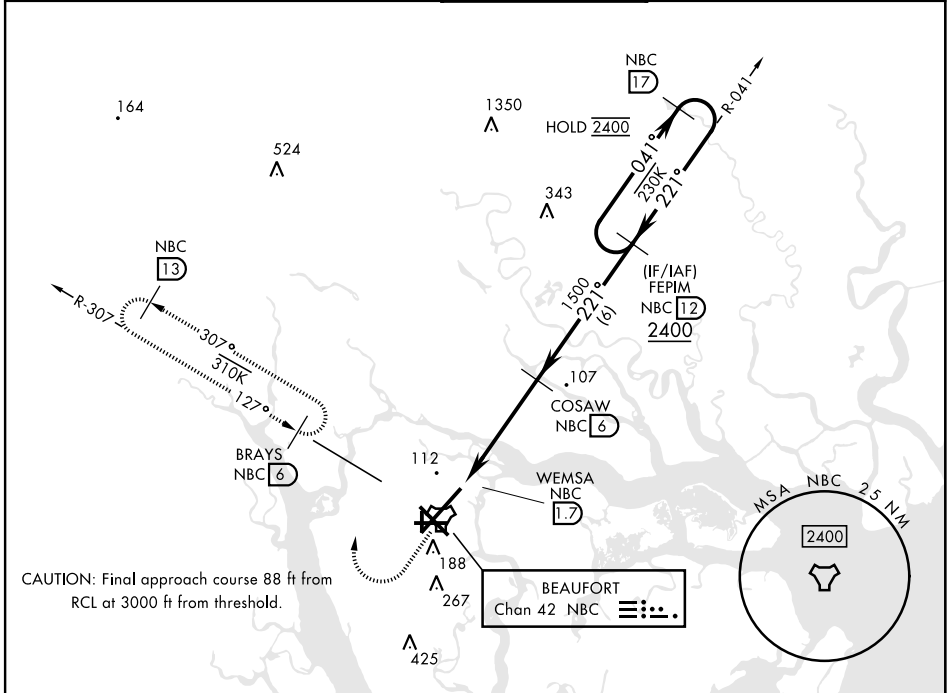 NBC
17
R-041
164
1350
HOLD 2400
041°
230K
221°
524
343
NBC
13
(IF/IAF)
FEPIM
NBC 12
2400
R-307
1500
221°
(6)
307°
310K
127°
107
COSAW
NBC 6
BRAYS
NBC 6
112
WEMSA
NBC
1.7
MSA NBC 25 NM
2400
188
CAUTION: Final approach course 88 ft from
RCL at 3000 ft from threshold.
267
BEAUFORT
Chan 42 NBC
425